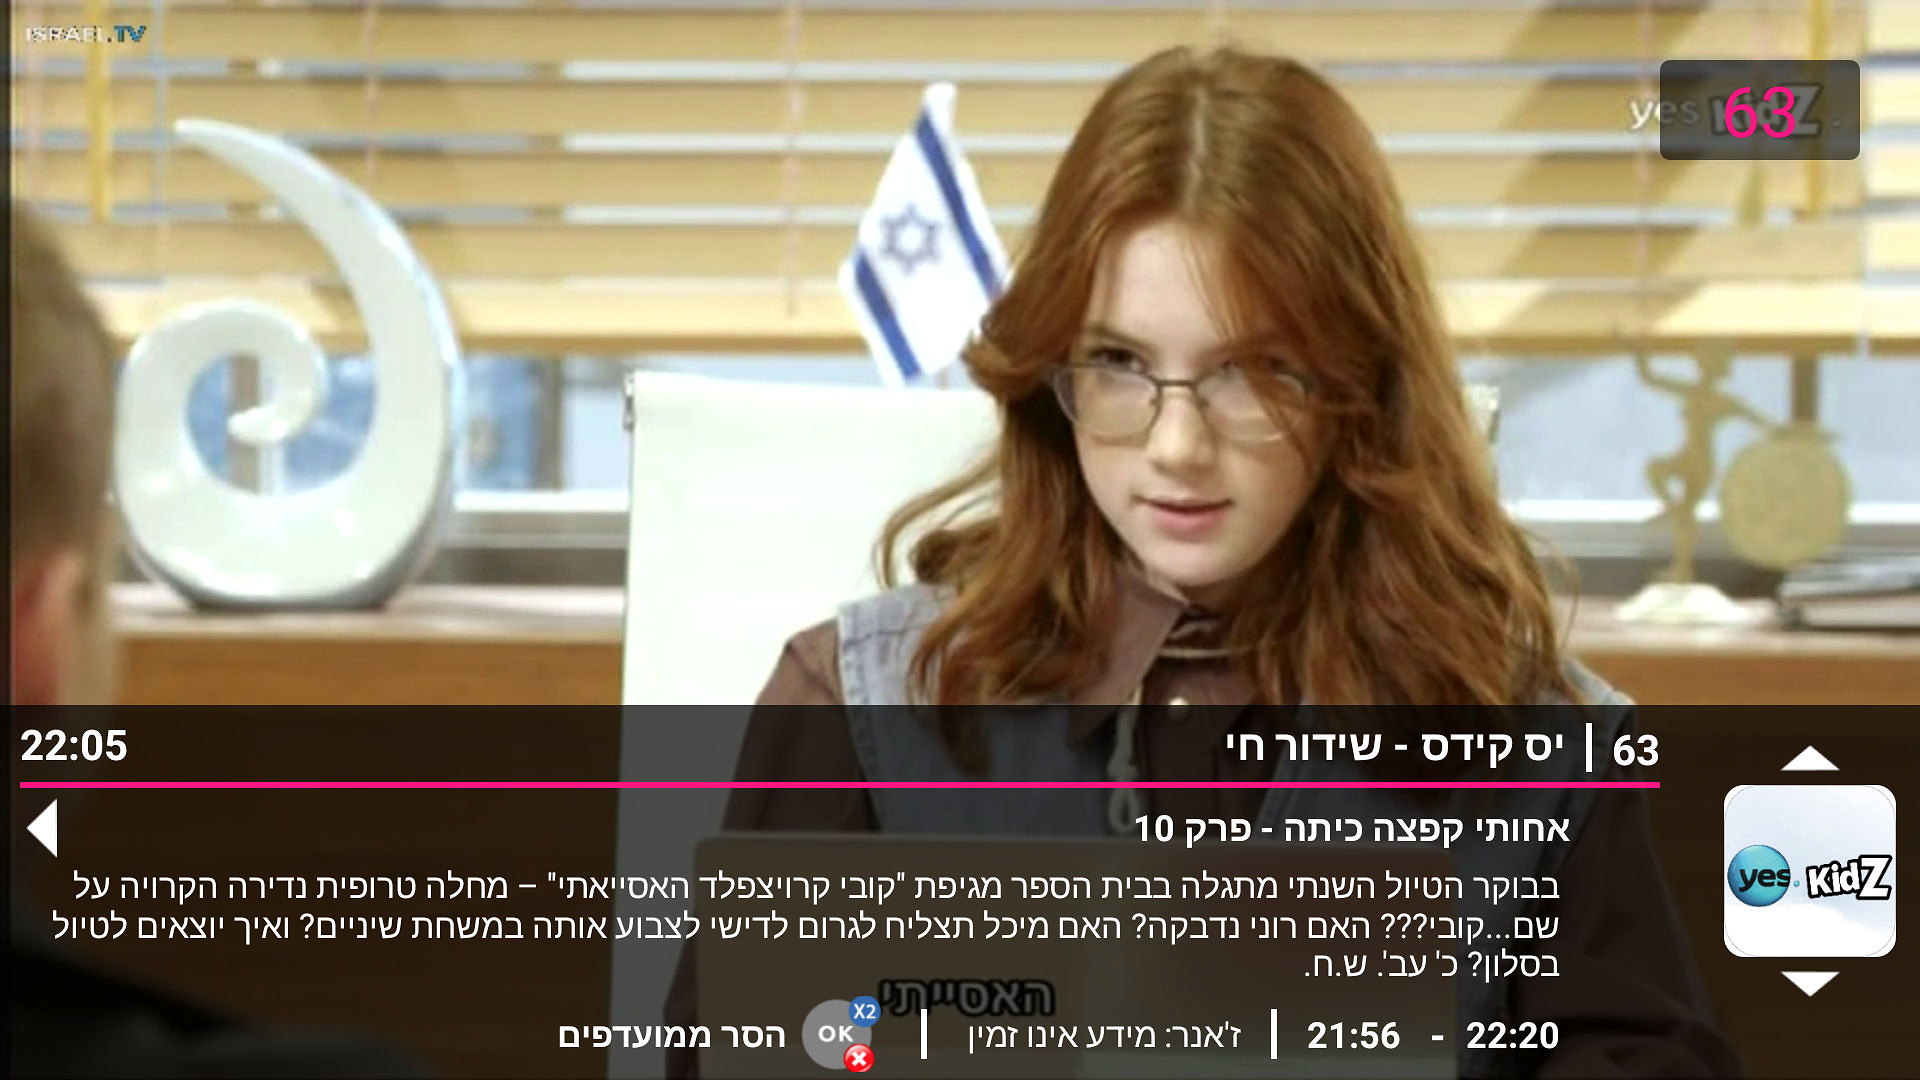 ISRAEL.TV
yes KidZ
63
22:05
63 | יס קידס - שידור חי
אחותי קפצה כיתה - פרק 10
בבוקר הטיול השנתי מתגלה בבית הספר מגיפת "קובי קרויצפלד האסייאתי" – מחלה טרופית נדירה הקרויה על
שם...קובי??? האם רוני נדבקה? האם מיכל תצליח לגרום לדישי לצבוע אותה במשחת שיניים? ואיך יוצאים לטיול
בסלון? כ' עב'. ש.ח.
yes. KidZ
האסייתי
21:56 - 22:20 | ז'אנר: מידע אינו זמין | OK X2 הסר ממועדפים